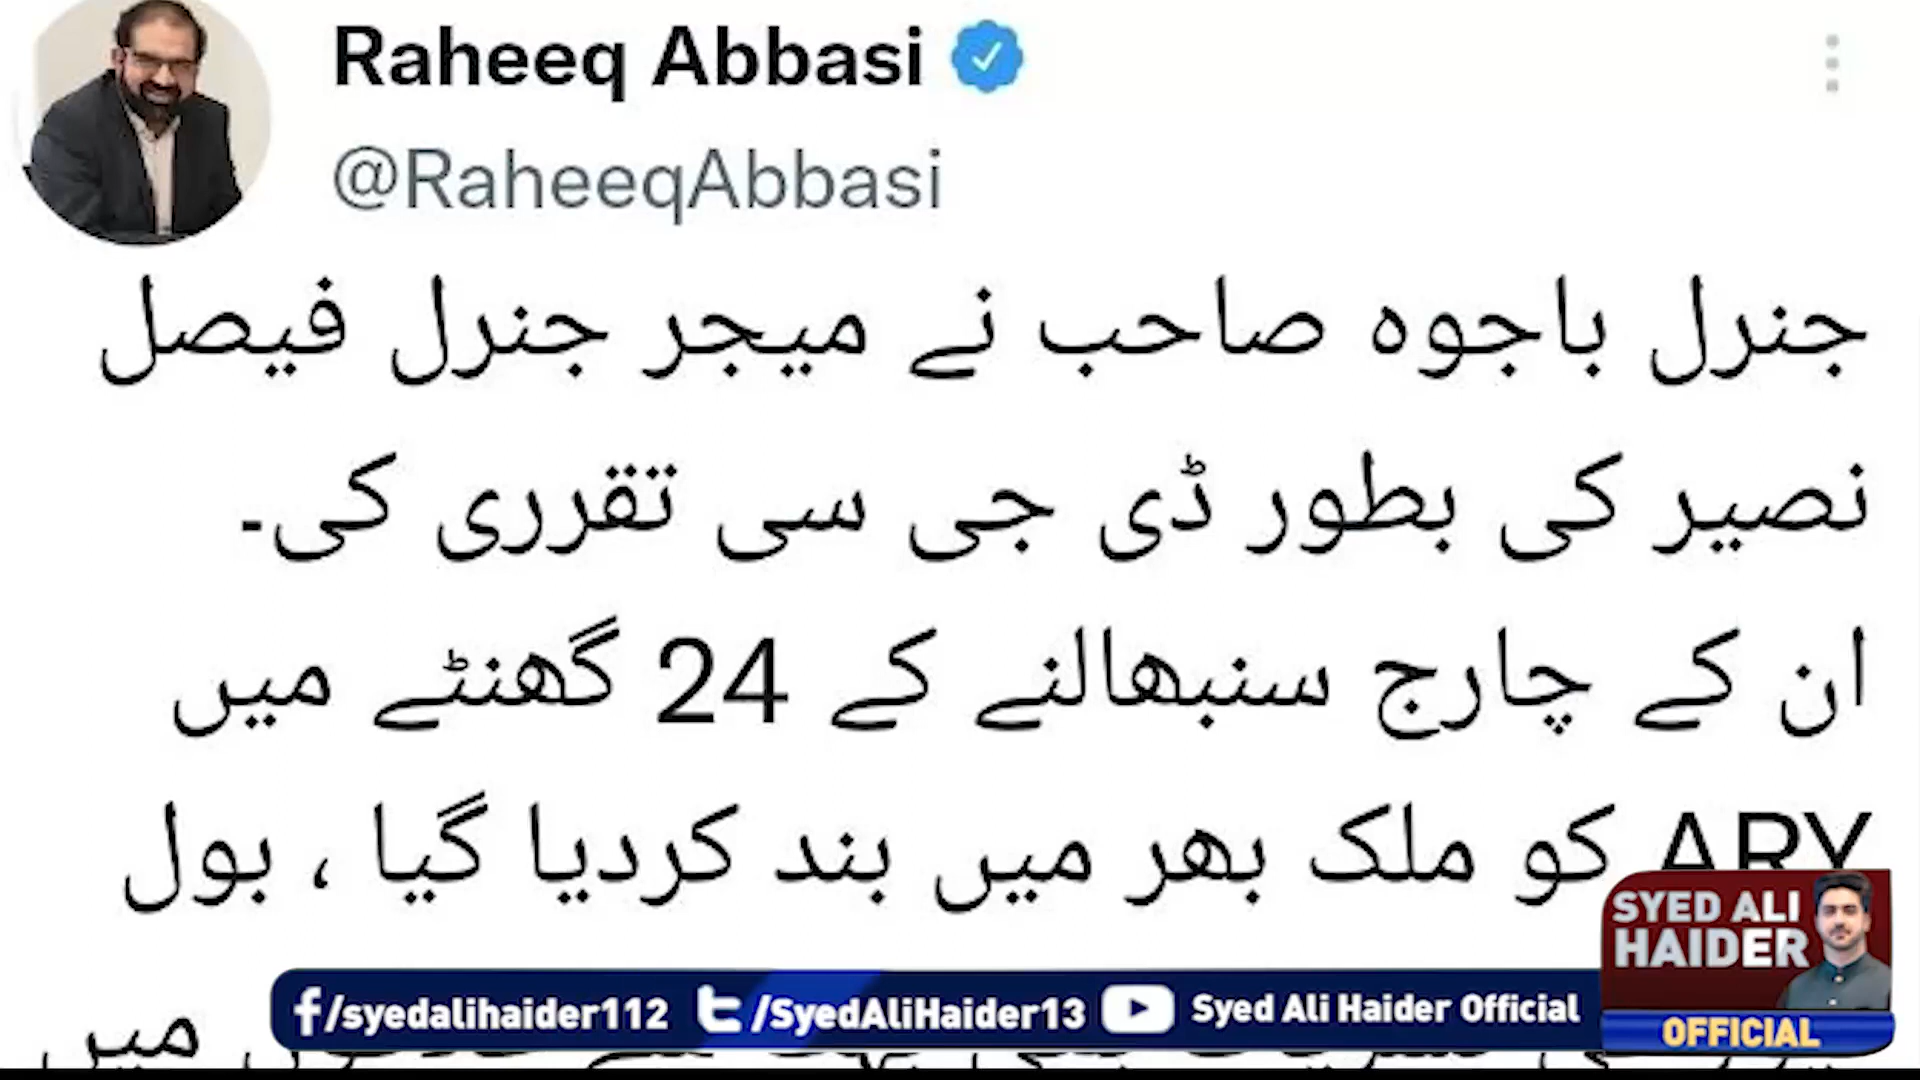 Raheeq Abbasi
@RaheeqAbbasi
جنرل باجوہ صاحب نے میجر جنرل فیصل
نصیر کی بطور ڈی جی سی تقرری کی۔
ان کے چارج سنبھالنے کے 24 گھنٹے میں
ARY کو ملک بھر میں بند کردیا گیا ، بول
میں
SYED ALI
HAIDER
OFFICIAL
f/syedalihaider112 /SyedAliHaider13 Syed Ali Haider Official